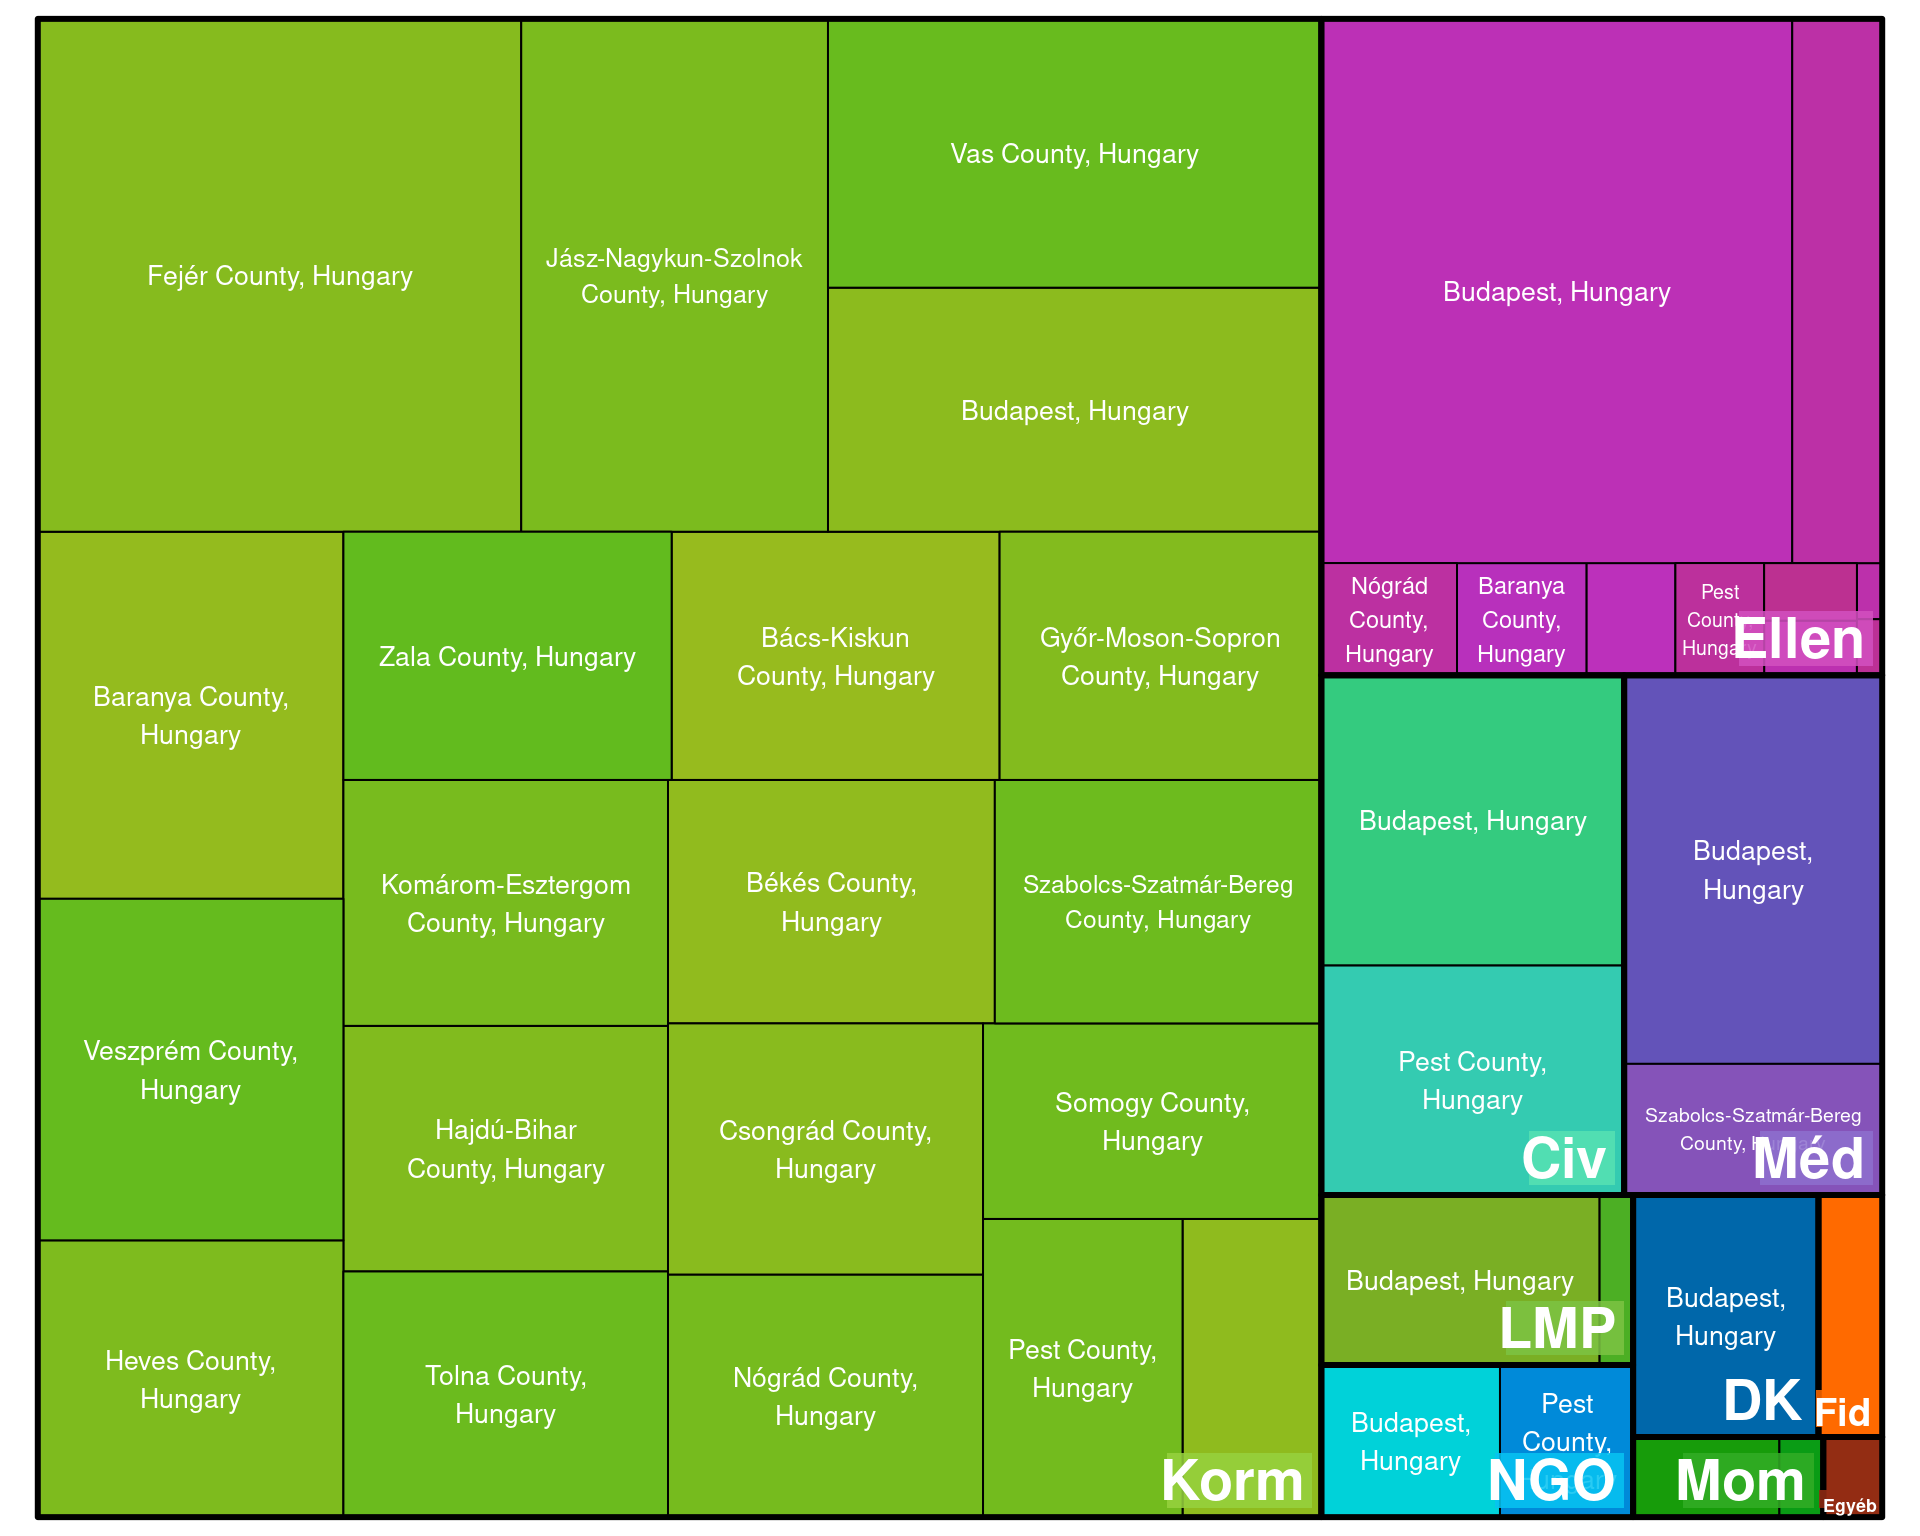 Fejér County, Hungary
Jász-Nagykun-Szolnok
County, Hungary
Vas County, Hungary
Budapest, Hungary
Baranya County,
Hungary
Zala County, Hungary
Bács-Kiskun
County, Hungary
Győr-Moson-Sopron
County, Hungary
Komárom-Esztergom
County, Hungary
Békés County,
Hungary
Szabolcs-Szatmár-Bereg
County, Hungary
Veszprém County,
Hungary
Hajdú-Bihar
County, Hungary
Csongrád County,
Hungary
Somogy County,
Hungary
Heves County,
Hungary
Tolna County,
Hungary
Nógrád County,
Hungary
Pest County,
Hungary
Korm
Budapest, Hungary
Nógrád
County,
Hungary
Baranya
County,
Hungary
Pest
County,
Hungary
Ellen
Budapest, Hungary
Pest County,
Hungary
Civ
Budapest,
Hungary
Szabolcs-Szatmár-Bereg
County, Hungary
Méd
Budapest, Hungary
LMP
Budapest,
Hungary
DK
Fid
Budapest,
Hungary
Pest
County,
Hungary
NGO
Mom
Egyéb